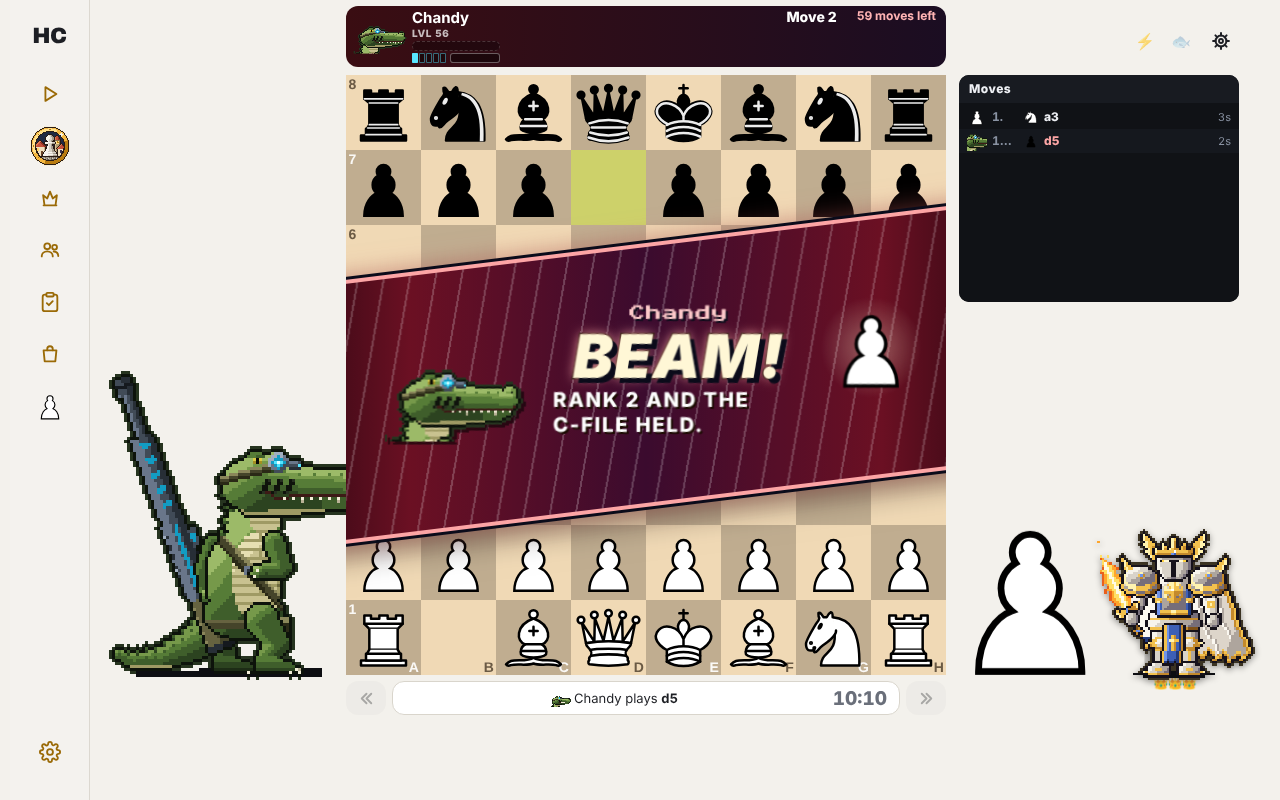 HC
Chandy
LVL 56
Move 2
59 moves left
8
7
6
1
A
B
C
D
E
F
G
H
Chandy
BEAM!
RANK 2 AND THE
C-FILE HELD.
Chandy plays d5
10:10
Moves
1. a3 3s
1... d5 2s